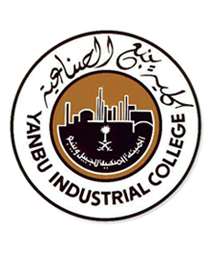 كلية ينبع الصناعية
الهيئة الملكية للجبيل وينبع
YANBU INDUSTRIAL COLLEGE